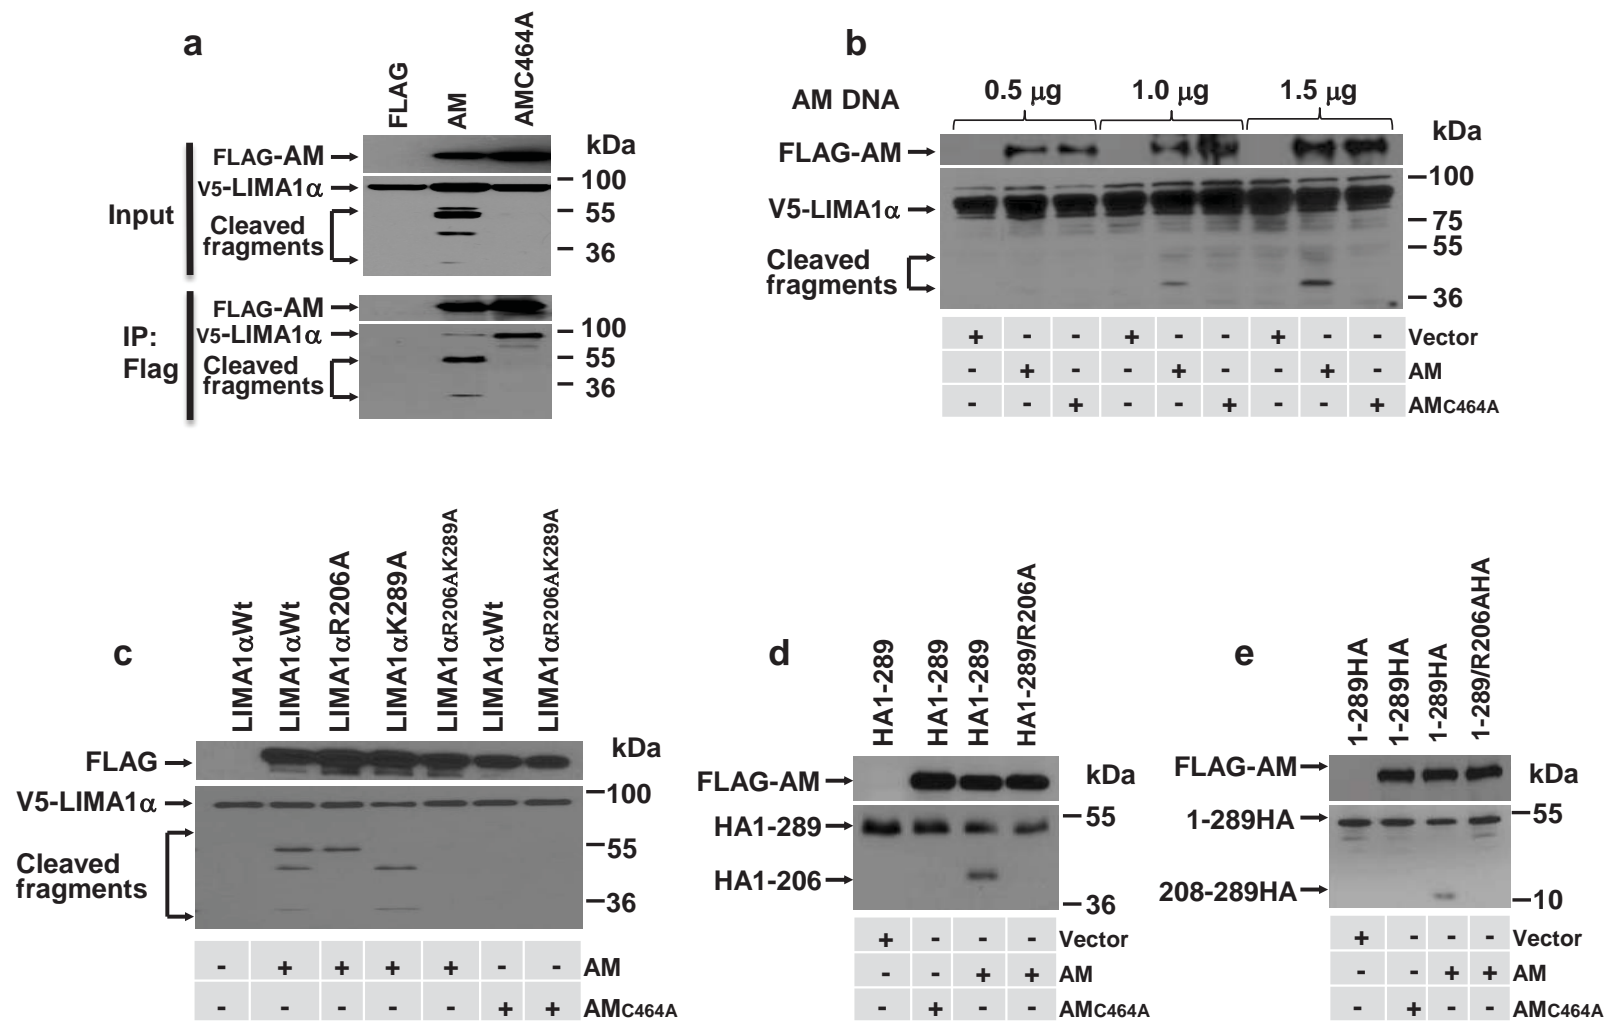 a
FLAG
AM
AMC464A
kDa
Input
FLAG-AM
V5-LIMA1α
Cleaved
fragments
100
55
36
IP:
Flag
FLAG-AM
V5-LIMA1α
Cleaved
fragments
100
55
36
b
AM DNA
0.5 µg
1.0 µg
1.5 µg
kDa
FLAG-AM
V5-LIMA1α
Cleaved
fragments
100
75
55
36
+ - - + - - + - - Vector
- + - - + - - + - AM
- - + - - + - - + AMC464A
c
LIMA1αWt
LIMA1αWt
LIMA1αR206A
LIMA1αK289A
LIMA1αR206AK289A
LIMA1αWt
LIMA1αR206AK289A
kDa
FLAG
V5-LIMA1α
Cleaved
fragments
100
55
36
- + + + + - - AM
- - - - - + + AMC464A
d
HA1-289
HA1-289
HA1-289
HA1-289/R206A
kDa
FLAG-AM
HA1-289
HA1-206
55
36
+ - - - Vector
- - + + AM
- + - - AMC464A
e
1-289HA
1-289HA
1-289HA
1-289/R206AHA
kDa
FLAG-AM
1-289HA
208-289HA
55
10
+ - - - Vector
- - + + AM
- + - - AMC464A